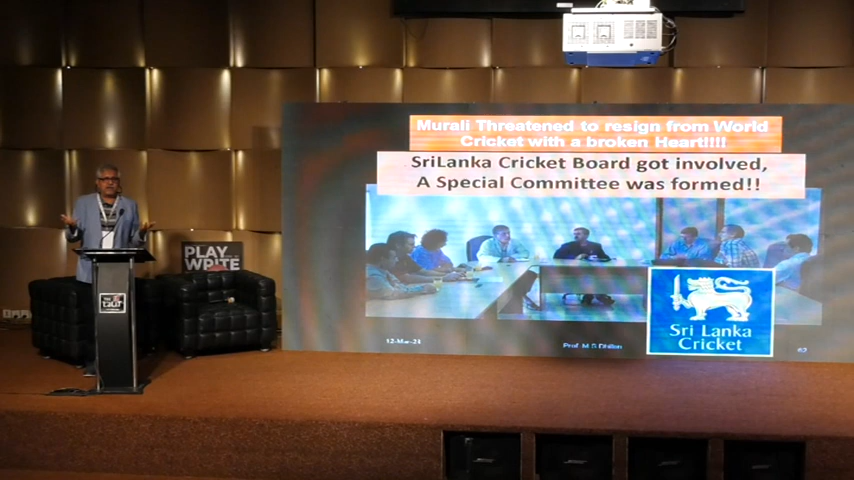 Murali Threatened to resign from World
Cricket with a broken Heart!!!!
SriLanka Cricket Board got involved,
A Special Committee was formed!!
PLAY
WRITE
Sri Lanka
Cricket
12-Mar-21
Prof. M S Dhillon
62